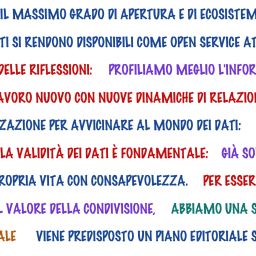 IL MASSIMO GRADO DI APERTURA E DI ECOSISTEM
TI SI RENDONO DISPONIBILI COME OPEN SERVICE AT
DELLE RIFLESSIONI: PROFILIAMO MEGLIO L'INFOR
AVORO NUOVO CON NUOVE DINAMICHE DI RELAZIO
ZAZIONE PER AVVICINARE AL MONDO DEI DATI:
LA VALIDITÀ DEI DATI È FONDAMENTALE: GIÀ SO
ROPRIA VITA CON CONSAPEVOLEZZA. PER ESSER
L VALORE DELLA CONDIVISIONE, ABBIAMO UNA S
ALE VIENE PREDISPOSTO UN PIANO EDITORIALE S